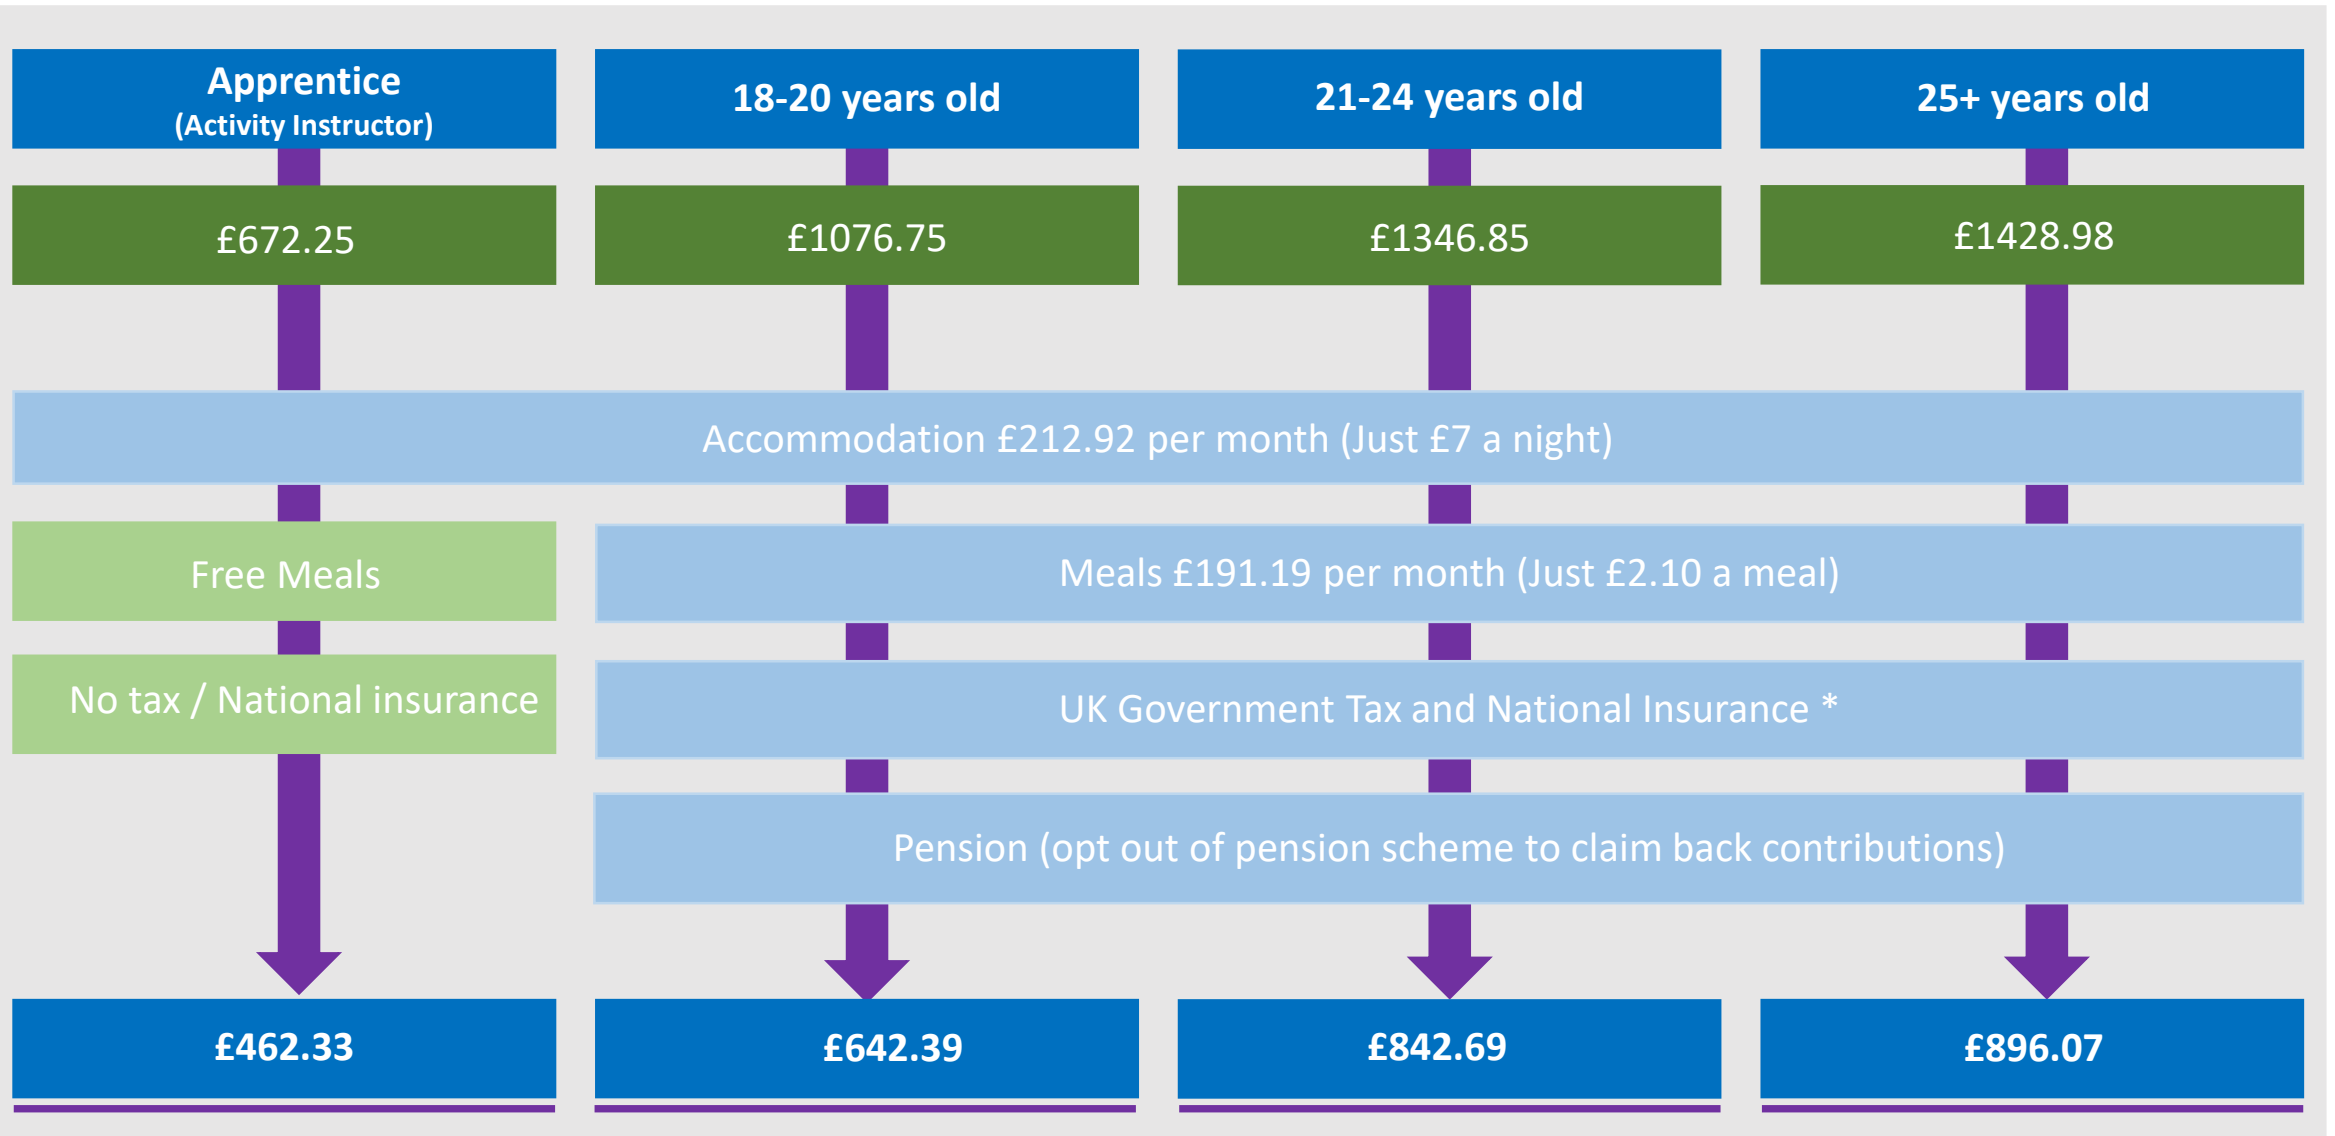 Apprentice
(Activity Instructor)
18-20 years old
21-24 years old
25+ years old
£672.25
£1076.75
£1346.85
£1428.98
Accommodation £212.92 per month (Just £7 a night)
Free Meals
Meals £191.19 per month (Just £2.10 a meal)
No tax / National insurance
UK Government Tax and National Insurance *
Pension (opt out of pension scheme to claim back contributions)
£462.33
£642.39
£842.69
£896.07